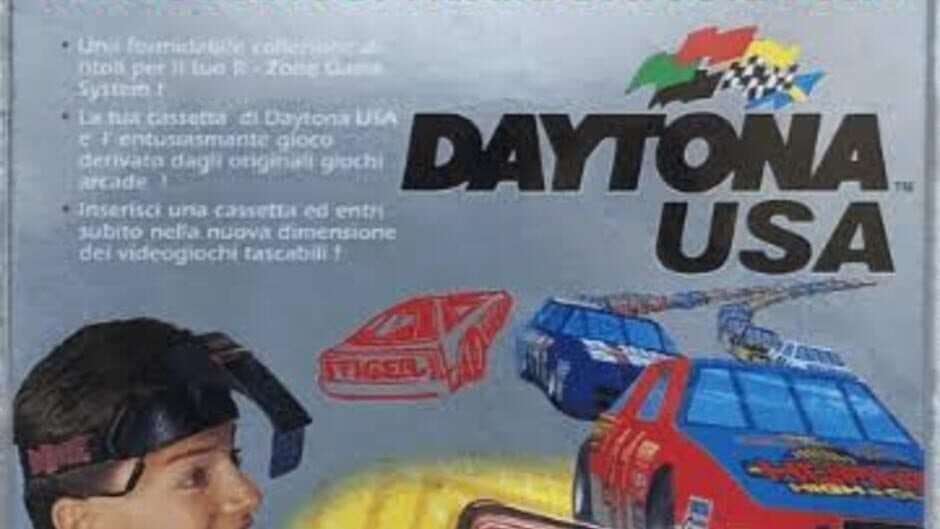 • Una formidabile collezione di
titoli per il tuo R - Zone Game
System !
• La tua cassetta di Daytona USA
e' l' entusiasmante gioco
derivato dagli originali giochi
arcade !
• Inserisci una cassetta ed entri
subito nella nuova dimensione
dei videogiochi tascabili !
DAYTONA
USA
TM
TIGER